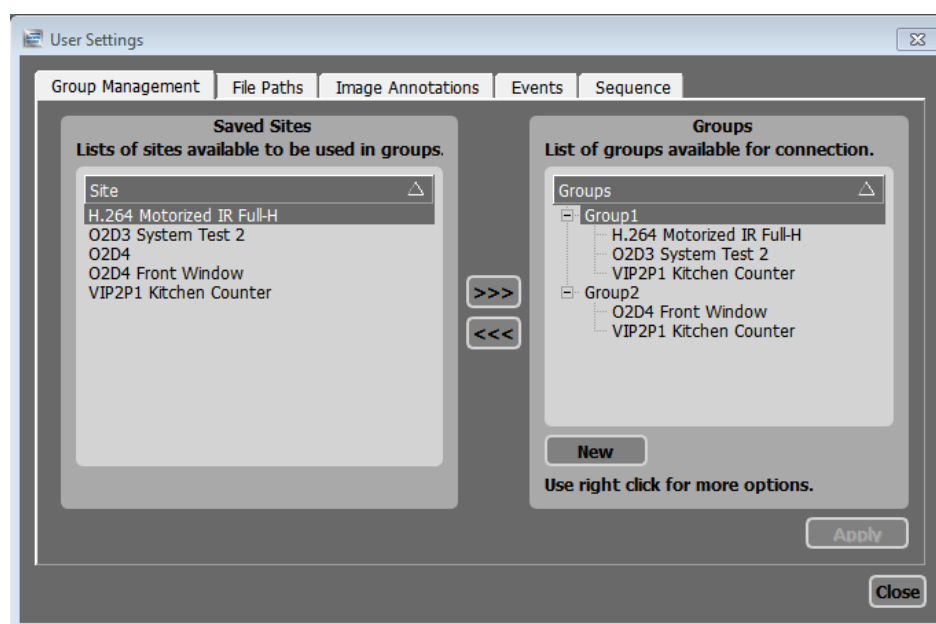 User Settings
Group Management File Paths Image Annotations Events Sequence
Saved Sites
Lists of sites available to be used in groups.
Site
H.264 Motorized IR Full-H
O2D3 System Test 2
O2D4
O2D4 Front Window
VIP2P1 Kitchen Counter
>>>
<<<
Groups
List of groups available for connection.
Groups
Group1
H.264 Motorized IR Full-H
O2D3 System Test 2
VIP2P1 Kitchen Counter
Group2
O2D4 Front Window
VIP2P1 Kitchen Counter
New
Use right click for more options.
Apply
Close